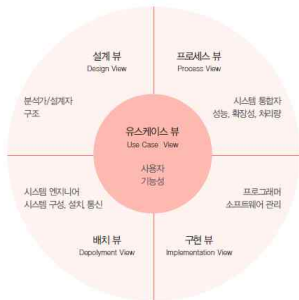 설계 뷰
Design View
프로세스 뷰
Process View
분석가/설계자
구조
시스템 통합자
성능, 확장성, 처리량
유스케이스 뷰
Use Case View
사용자
기능성
시스템 엔지니어
시스템 구성, 설치, 통신
프로그래머
소프트웨어 관리
배치 뷰
Depolyment View
구현 뷰
Implementation View